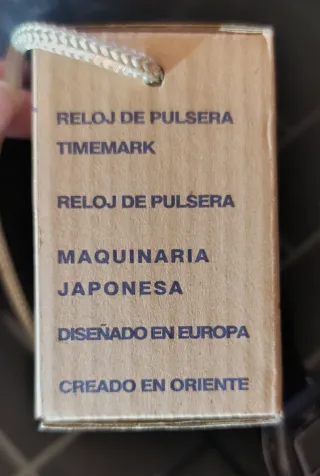 RELOJ DE PULSERA
TIMEMARK
RELOJ DE PULSERA
MAQUINARIA
JAPONESA
DISEÑADO EN EUROPA
CREADO EN ORIENTE